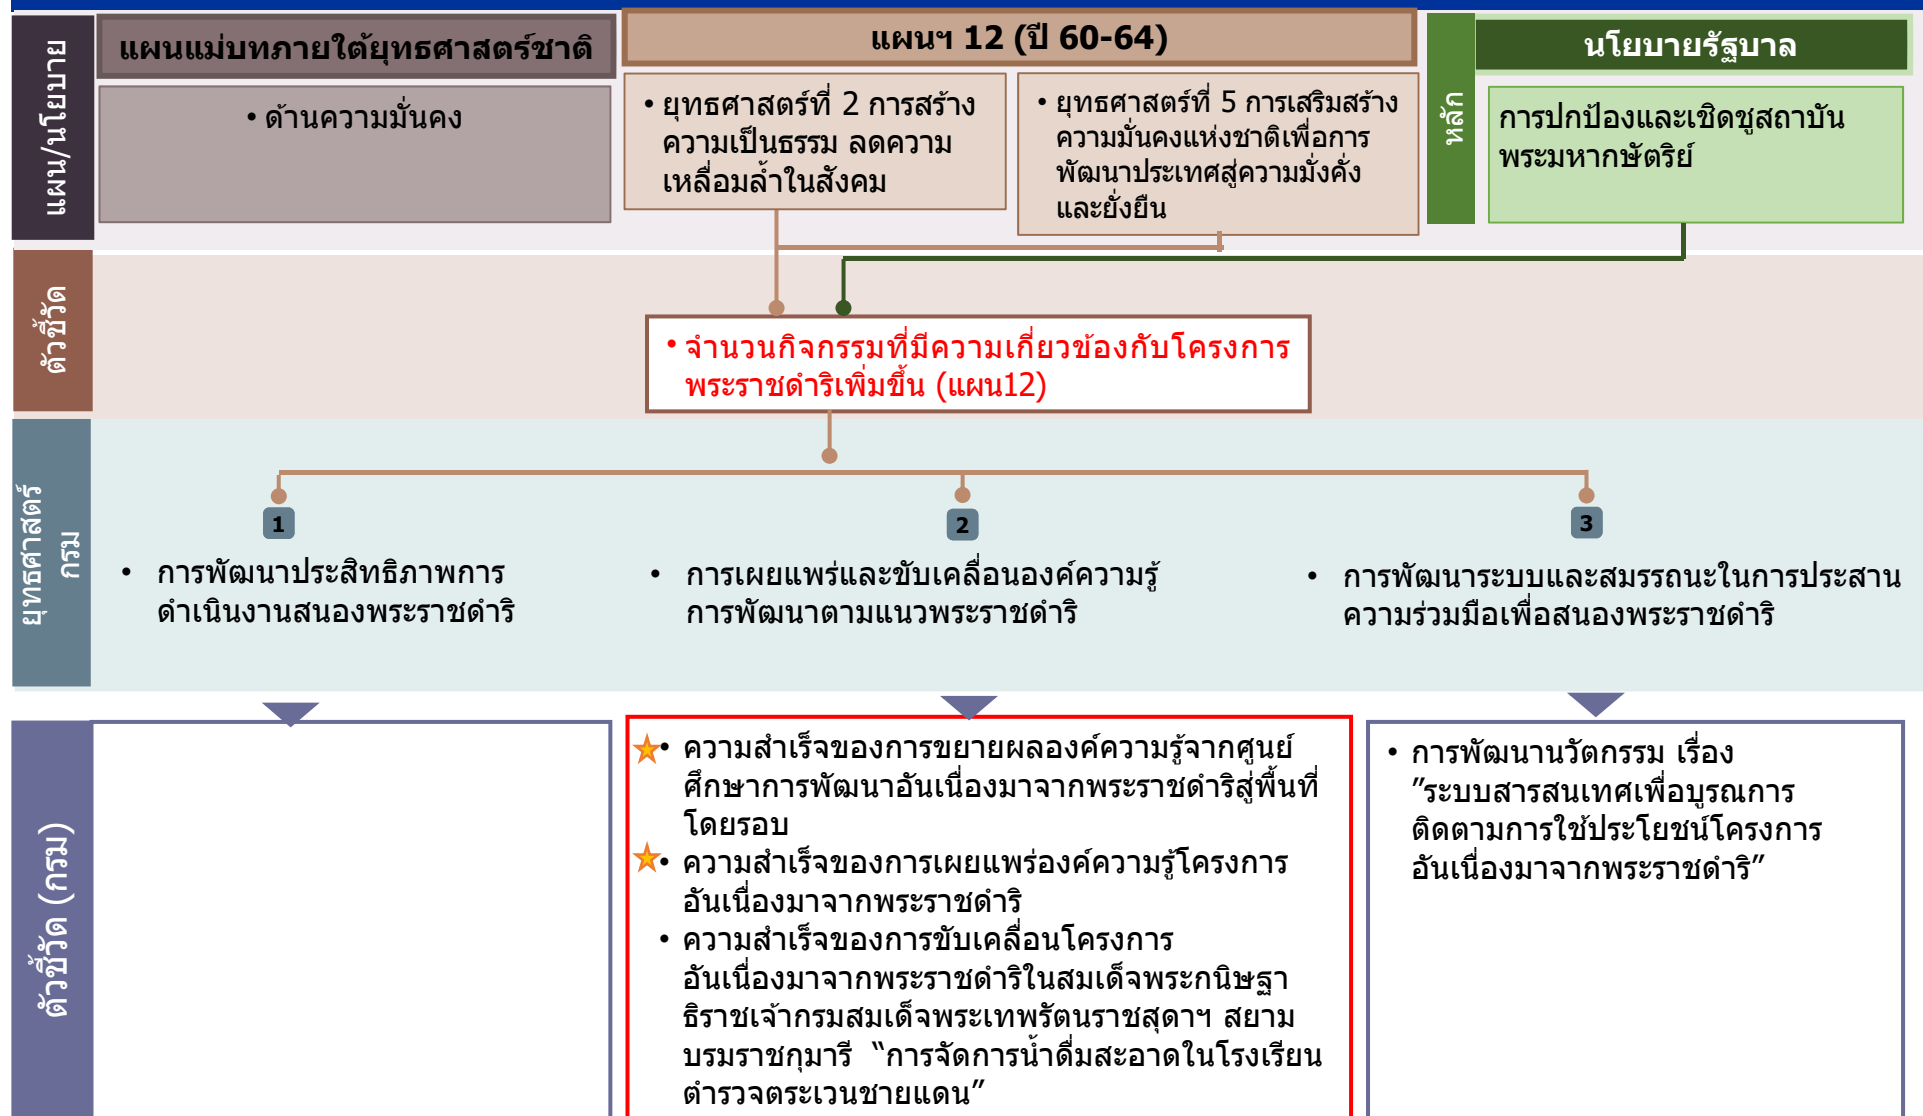 แผน/นโยบาย
แผนแม่บทภายใต้ยุทธศาสตร์ชาติ
• ด้านความมั่นคง
แผนฯ 12 (ปี 60-64)
• ยุทธศาสตร์ที่ 2 การสร้าง
ความเป็นธรรม ลดความ
เหลื่อมล้ำในสังคม
• ยุทธศาสตร์ที่ 5 การเสริมสร้าง
ความมั่นคงแห่งชาติเพื่อการ
พัฒนาประเทศสู่ความมั่งคั่ง
และยั่งยืน
หลัก
นโยบายรัฐบาล
การปกป้องและเชิดชูสถาบัน
พระมหากษัตริย์
ตัวชี้วัด
• จำนวนกิจกรรมที่มีความเกี่ยวข้องกับโครงการ
พระราชดำริเพิ่มขึ้น (แผน12)
ยุทธศาสตร์
กรม
1
• การพัฒนาประสิทธิภาพการ
ดำเนินงานสนองพระราชดำริ
2
• การเผยแพร่และขับเคลื่อนองค์ความรู้
การพัฒนาตามแนวพระราชดำริ
3
• การพัฒนาระบบและสมรรถนะในการประสาน
ความร่วมมือเพื่อสนองพระราชดำริ
ตัวชี้วัด (กรม)
• ความสำเร็จของการขยายผลองค์ความรู้จากศูนย์
ศึกษาการพัฒนาอันเนื่องมาจากพระราชดำริสู่พื้นที่
โดยรอบ
• ความสำเร็จของการเผยแพร่องค์ความรู้โครงการ
อันเนื่องมาจากพระราชดำริ
• ความสำเร็จของการขับเคลื่อนโครงการ
อันเนื่องมาจากพระราชดำริในสมเด็จพระกนิษฐา
ธิราชเจ้ากรมสมเด็จพระเทพรัตนราชสุดาฯ สยาม
บรมราชกุมารี “การจัดการน้ำดื่มสะอาดในโรงเรียน
ตำรวจตระเวนชายแดน”
• การพัฒนานวัตกรรม เรื่อง
”ระบบสารสนเทศเพื่อบูรณการ
ติดตามการใช้ประโยชน์โครงการ
อันเนื่องมาจากพระราชดำริ”